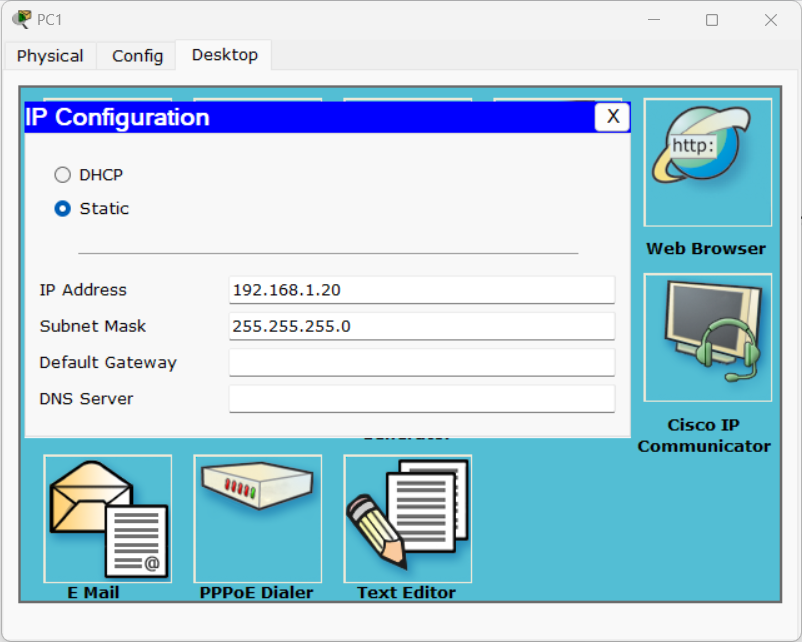 PC1
Physical
Config
Desktop
IP Configuration
X
DHCP
Static
IP Address
192.168.1.20
Subnet Mask
255.255.255.0
Default Gateway
DNS Server
http:
Web Browser
Cisco IP
Communicator
@
E Mail
PPPoE Dialer
Text Editor